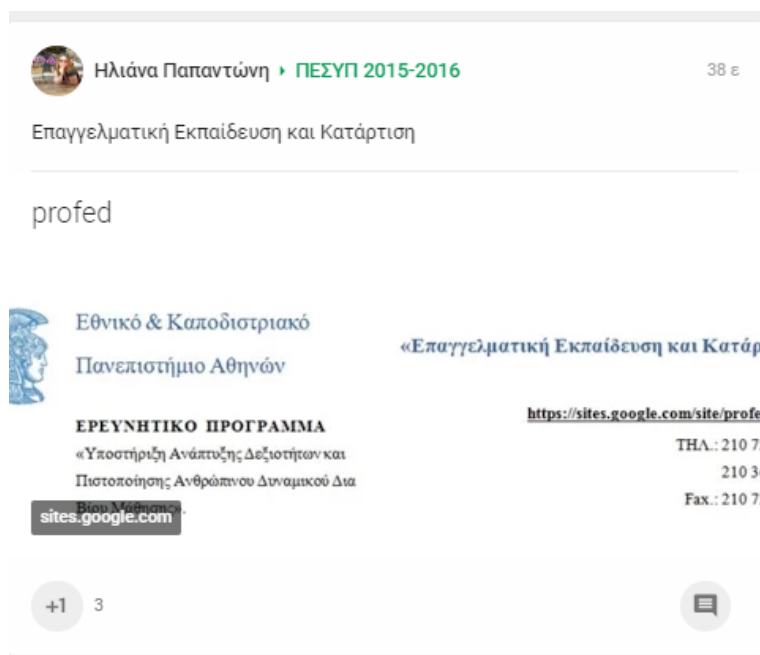 Ηλιάνα Παπαντώνη ▸ ΠΕΣΥΠ 2015-2016 38 ε
Επαγγελματική Εκπαίδευση και Κατάρτιση
profed
Εθνικό & Καποδιστριακό
Πανεπιστήμιο Αθηνών
«Επαγγελματική Εκπαίδευση και Κατάρ
ΕΡΕΥΝΗΤΙΚΟ ΠΡΟΓΡΑΜΜΑ
«Υποστήριξη Ανάπτυξης Δεξιοτήτων και
Πιστοποίησης Ανθρώπινου Δυναμικού Δια
Βίου Μάθησης».
https://sites.google.com/site/profe
ΤΗΛ.: 210 7
210 3
Fax.: 210 7
sites.google.com
+1 3